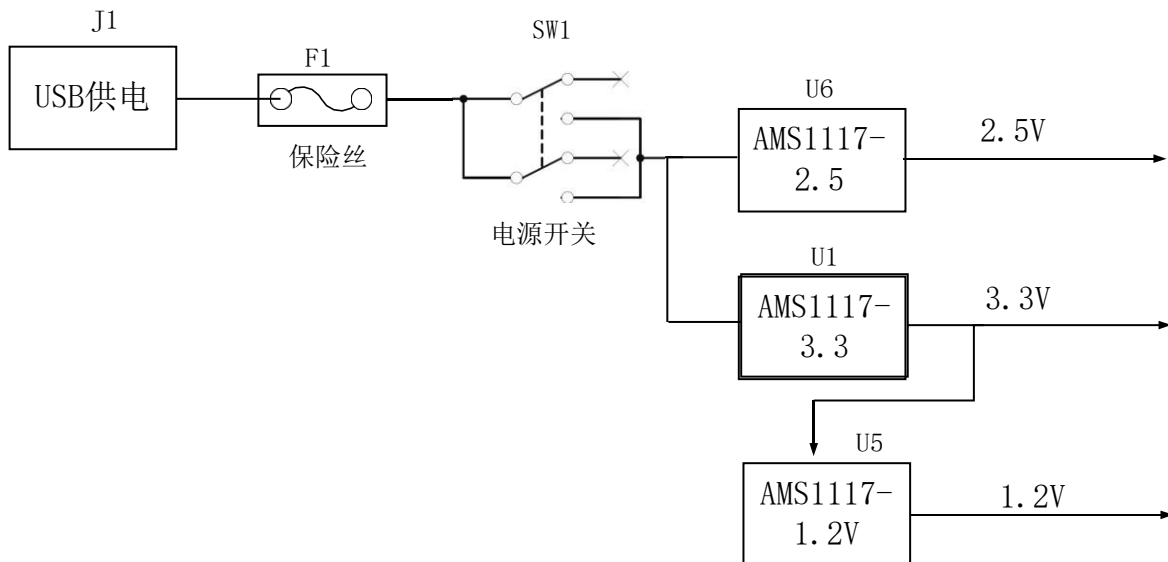 J1
USB供电
F1
保险丝
SW1
电源开关
U6
AMS1117-
2.5
2.5V
U1
AMS1117-
3.3
3.3V
U5
AMS1117-
1.2V
1.2V